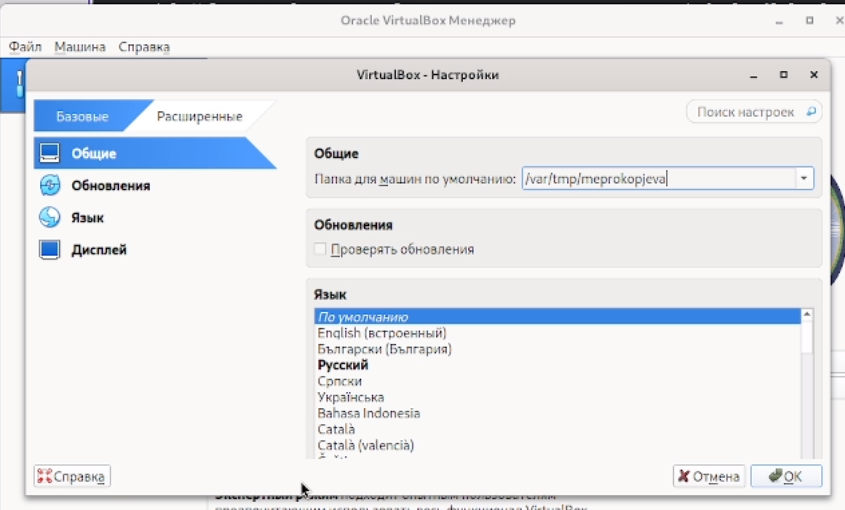 Oracle VirtualBox Менеджер
Файл Машина Справка
VirtualBox - Настройки
Базовые Расширенные
Поиск настроек
Общие
Обновления
Язык
Дисплей
Общие
Папка для машин по умолчанию: /var/tmp/meprokopjeva
Обновления
Проверять обновления
Язык
По умолчанию
English (встроенный)
Български (България)
Русский
Српски
Українська
Bahasa Indonesia
Català
Català (valencià)
Справка
Отмена OK